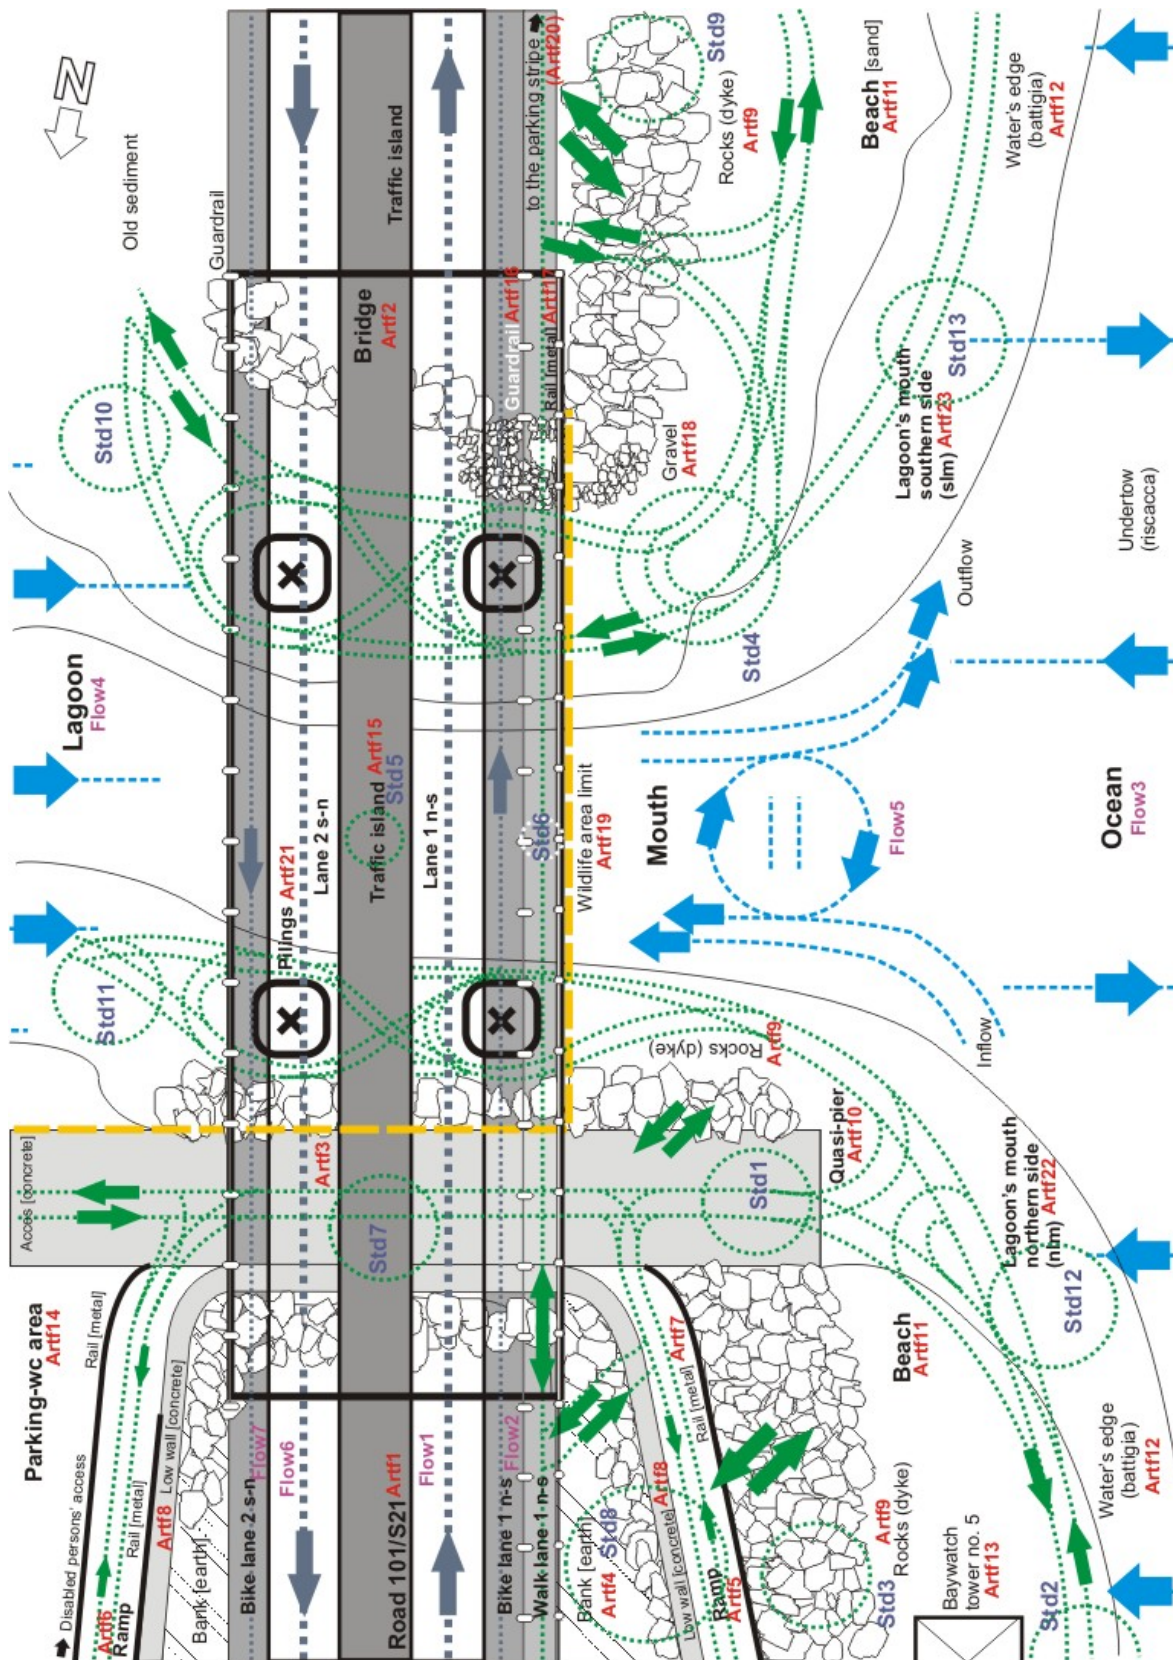 N
Old sediment
Guardrail
Traffic island
to the parking stripe
(Artf20)
Std9
Rocks (dyke)
Artf9
Beach [sand]
Artf11
Water's edge
(battigia)
Artf12
Std10
Bridge
Artf2
Guardrail Artf16
Rail [metal] Artf17
Gravel
Artf18
Lagoon's mouth
southern side
(slm) Artf23
Std13
Undertow
(riscacca)
Outflow
Std4
Lagoon
Flow4
Traffic island Artf15
Std5
Lane 2 s-n
Lane 1 n-s
Std6
Wildlife area limit
Artf19
Mouth
Flow5
Ocean
Flow3
Pilings Artf21
Std11
Rocks (dyke)
Artf9
Inflow
Acces [concrete]
Artf3
Std7
Std1
Quasi-pier
Artf10
Lagoon's mouth
northern side
(nlm) Artf22
Std12
Parking-wc area
Artf14
Rail [metal]
Artf7
Rail [metal]
Beach
Artf11
Disabled persons' access
Artf6
Ramp
Rail [metal]
Artf8
Low wall [concrete]
Bank [earth]
Flow7
Bike lane 2 s-n
Flow6
Road 101/S21 Artf1
Flow1
Flow2
Bike lane 1 n-s
Walk lane 1 n-s
Bank [earth]
Artf4
Std8
Low wall [concrete]
Artf8
Ramp
Artf5
Std3
Artf9
Rocks (dyke)
Baywatch
tower no. 5
Artf13
Std2
Water's edge
(battigia)
Artf12